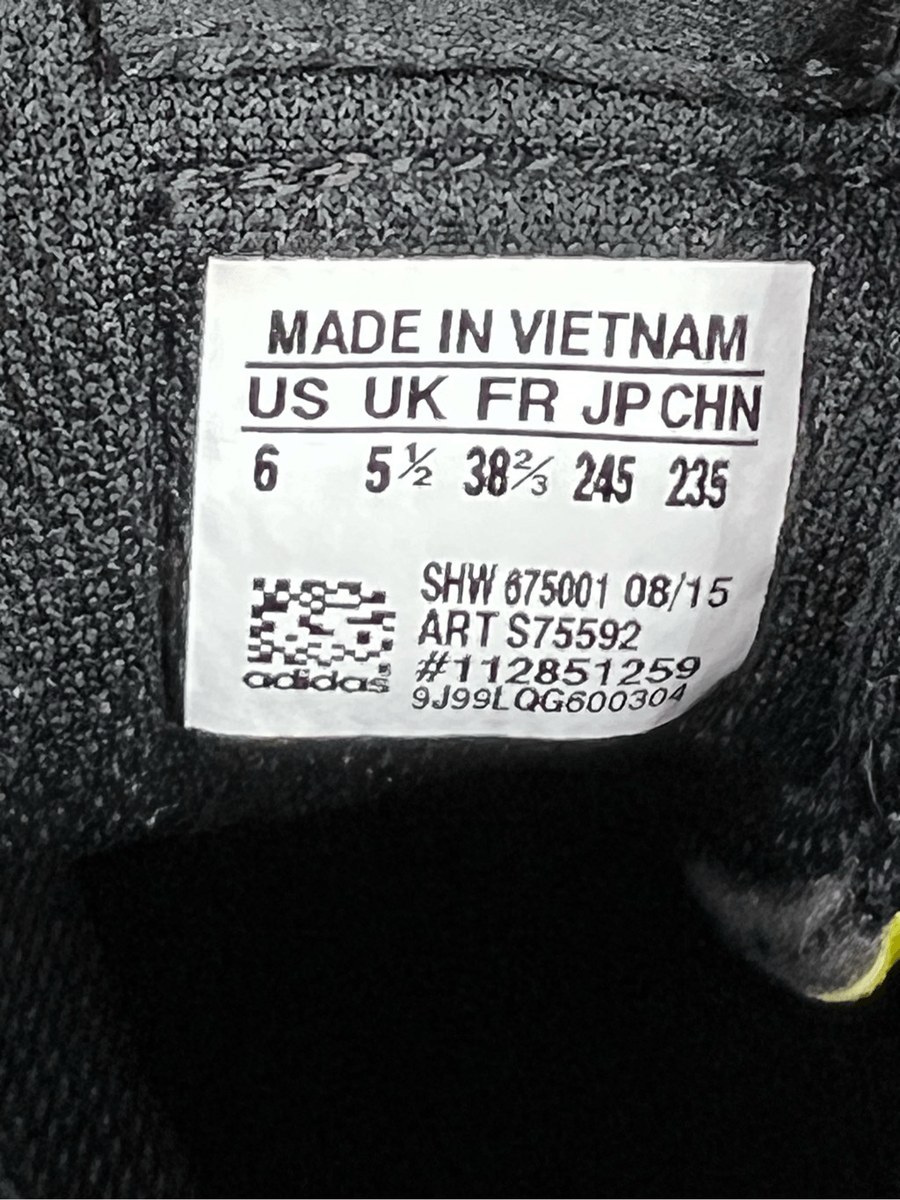 MADE IN VIETNAM
US UK FR JP CHN
6 5½ 38⅔ 245 235
SHW 675001 08/15
ART S75592
#112851259
9J99LQG600304
adidas